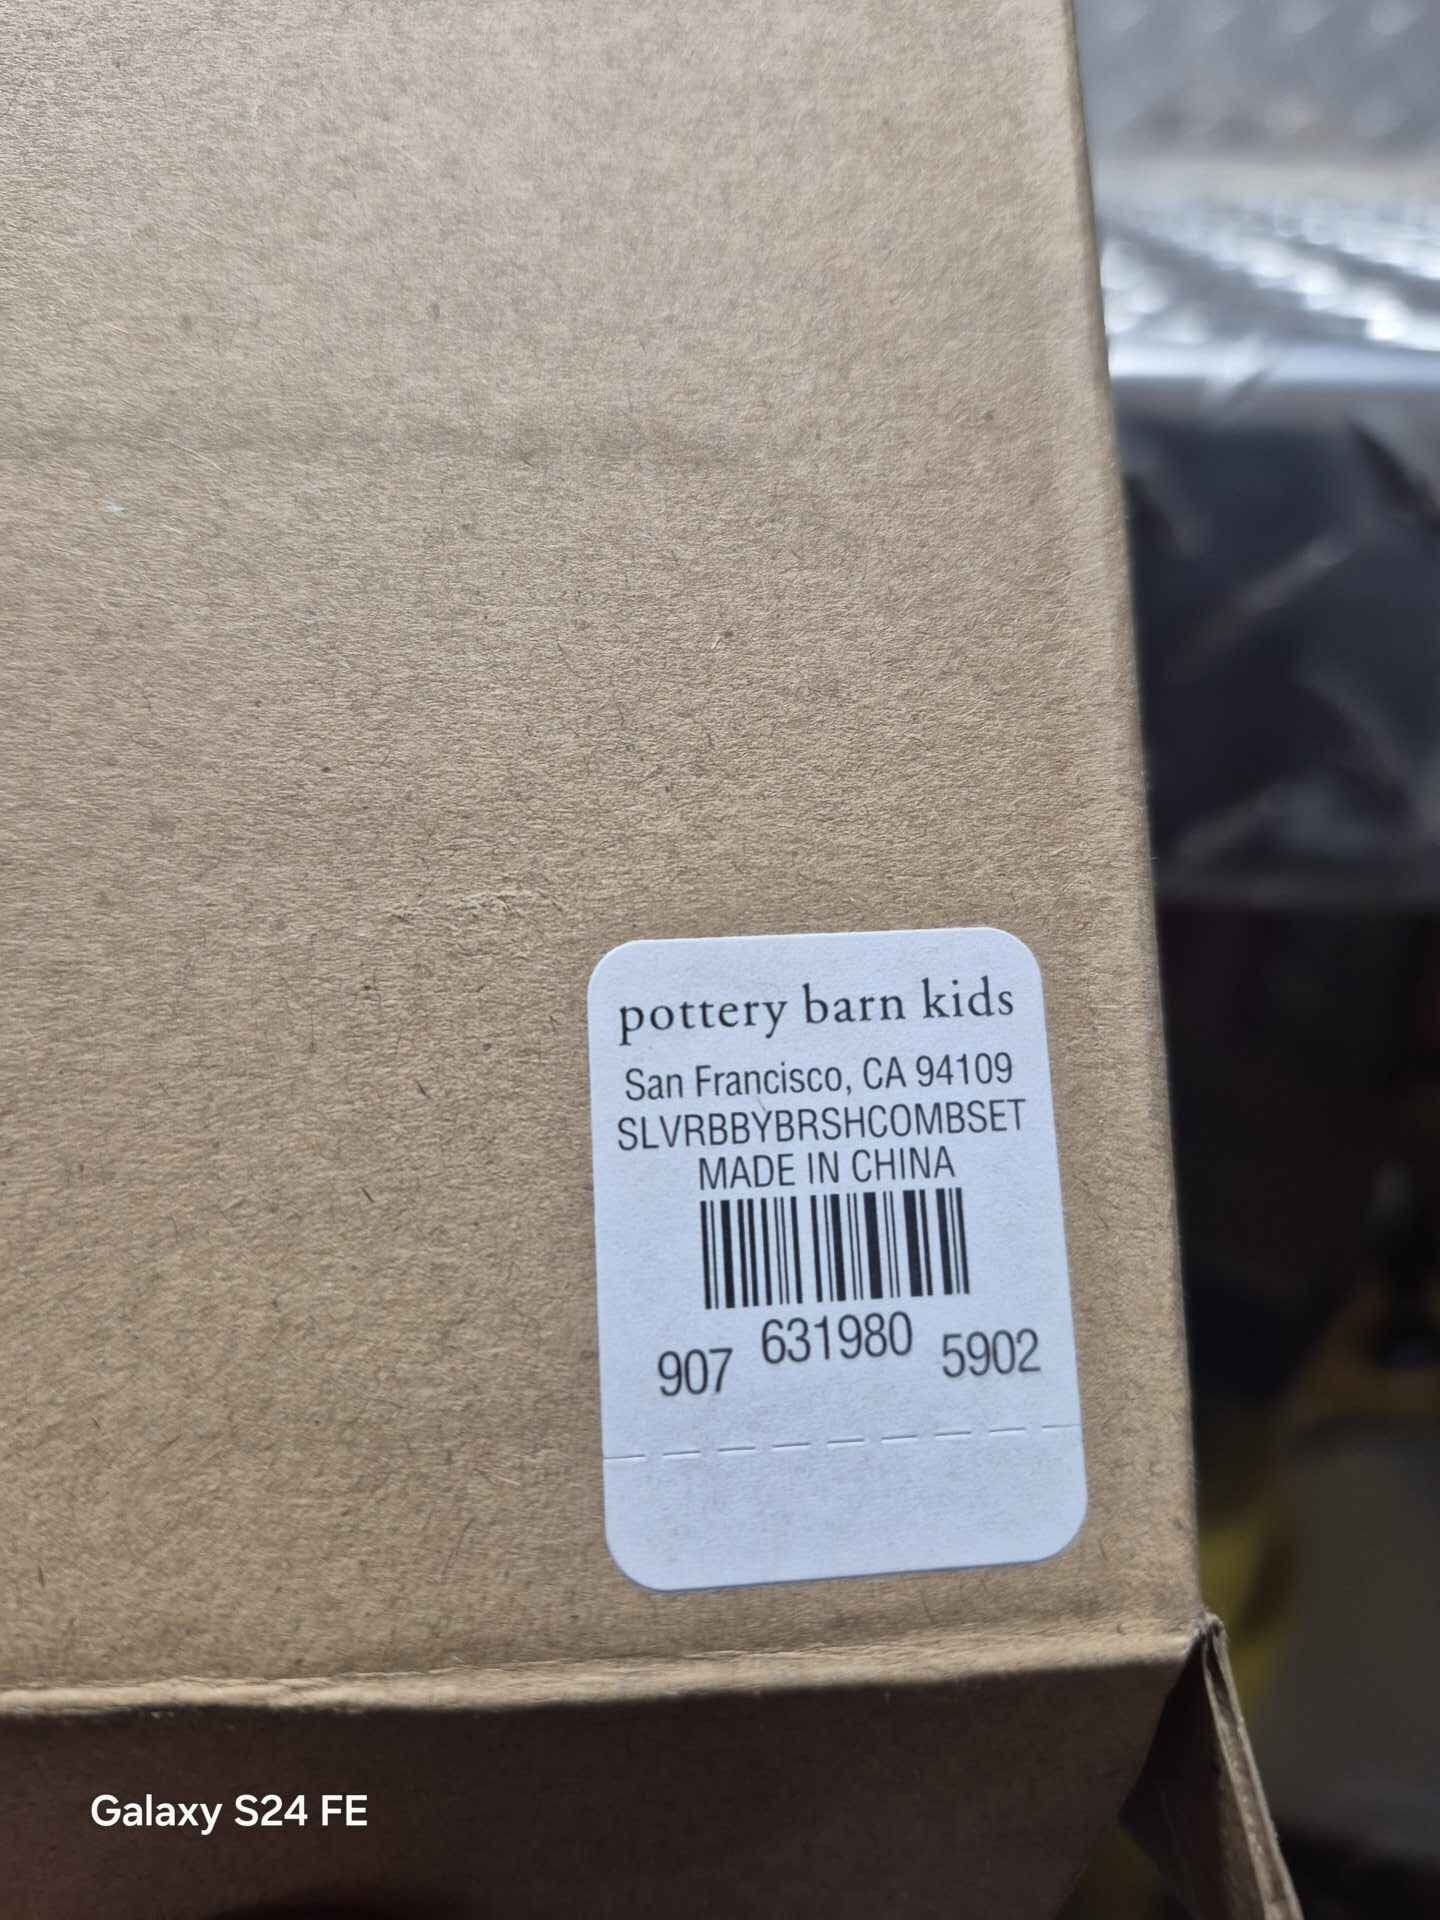 pottery barn kids
San Francisco, CA 94109
SLVRBBYBRSHCOMBSET
MADE IN CHINA
907 631980 5902
Galaxy S24 FE